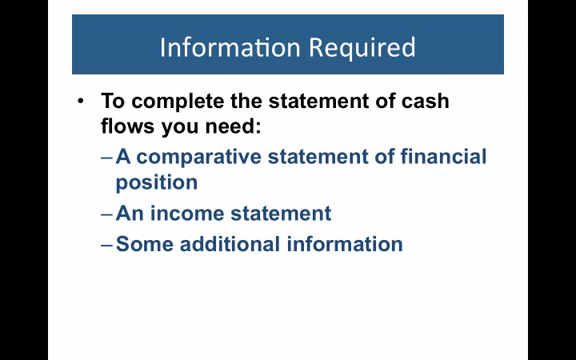 Information Required
• To complete the statement of cash
flows you need:
–A comparative statement of financial
position
–An income statement
–Some additional information